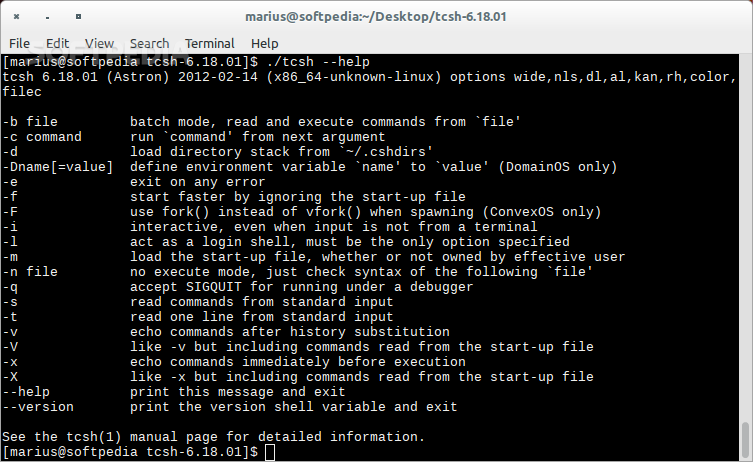 marius@softpedia:~/Desktop/tcsh-6.18.01
File Edit View Search Terminal Help
SOFTPEDIA
[marius@softpedia tcsh-6.18.01]$ ./tcsh --help
tcsh 6.18.01 (Astron) 2012-02-14 (x86_64-unknown-linux) options wide,nls,dl,al,kan,rh,color,
filec
-b file batch mode, read and execute commands from `file'
-c command run `command' from next argument
-d load directory stack from `~/.cshdirs'
-Dname[=value] define environment variable `name' to `value' (DomainOS only)
-e exit on any error
-f start faster by ignoring the start-up file
-F use fork() instead of vfork() when spawning (ConvexOS only)
-i interactive, even when input is not from a terminal
-l act as a login shell, must be the only option specified
-m load the start-up file, whether or not owned by effective user
-n file no execute mode, just check syntax of the following `file'
-q accept SIGQUIT for running under a debugger
-s read commands from standard input
-t read one line from standard input
-v echo commands after history substitution
-V like -v but including commands read from the start-up file
-x echo commands immediately before execution
-X like -x but including commands read from the start-up file
--help print this message and exit
--version print the version shell variable and exit
See the tcsh(1) manual page for detailed information.
[marius@softpedia tcsh-6.18.01]$